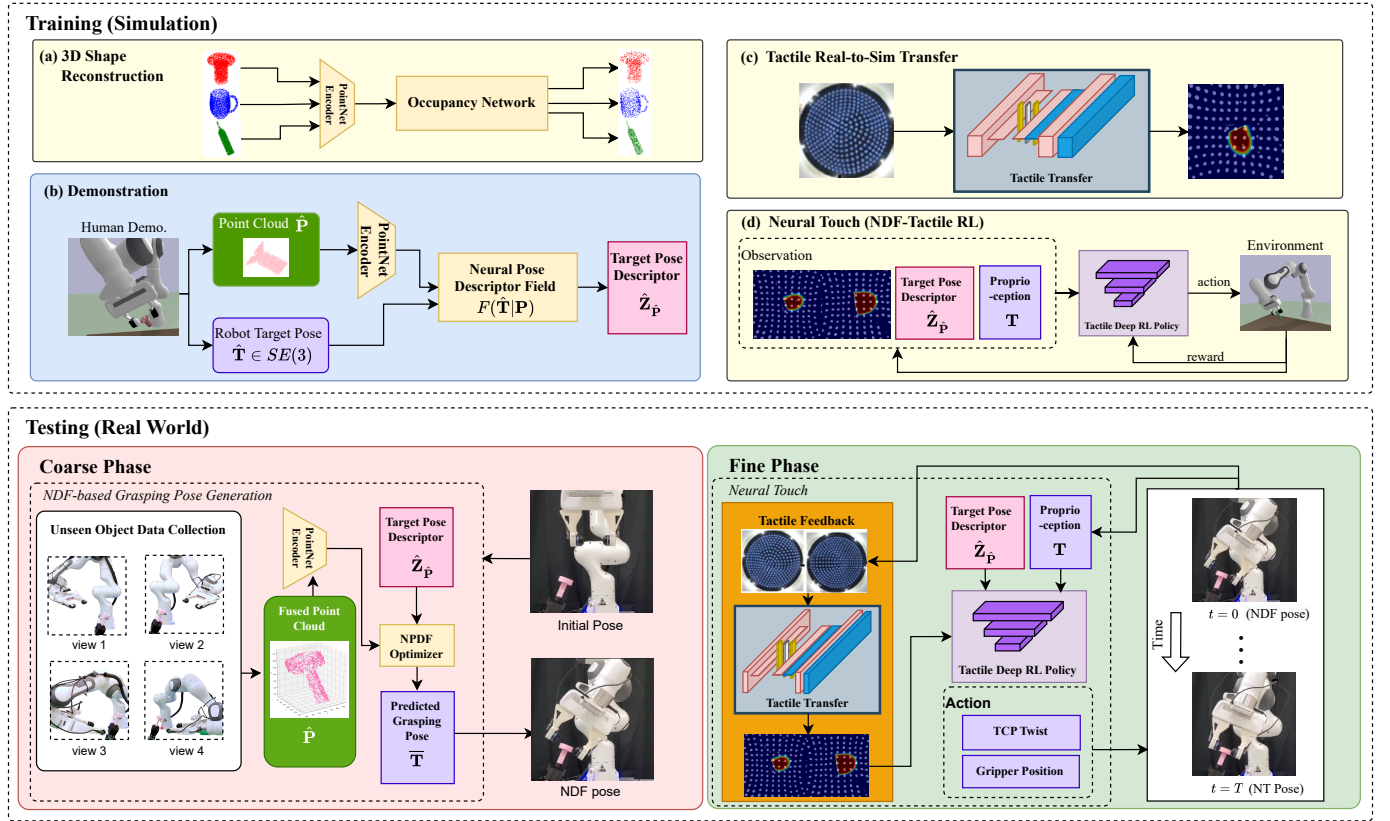 Training (Simulation)
(a) 3D Shape
Reconstruction
PointNet
Encoder
Occupancy Network
(b) Demonstration
Human Demo.
Point Cloud P̂
PointNet
Encoder
Robot Target Pose
T̂ ∈ SE(3)
Neural Pose
Descriptor Field
F(T̂|P)
Target Pose
Descriptor
Ẑ_P̂
(c) Tactile Real-to-Sim Transfer
Tactile Transfer
(d) Neural Touch (NDF-Tactile RL)
Observation
Target Pose
Descriptor
Ẑ_P̂
Proprio
-ception
T
Tactile Deep RL Policy
action
Environment
reward
Testing (Real World)
Coarse Phase
NDF-based Grasping Pose Generation
Unseen Object Data Collection
view 1
view 2
view 3
view 4
PointNet
Encoder
Fused Point
Cloud
P̂
Target Pose
Descriptor
Ẑ_P̂
NPDF
Optimizer
Predicted
Grasping
Pose
T̅
Initial Pose
NDF pose
Fine Phase
Neural Touch
Tactile Feedback
Tactile Transfer
Target Pose
Descriptor
Ẑ_P̂
Proprio
-ception
T
Tactile Deep RL Policy
Action
TCP Twist
Gripper Position
t = 0 (NDF pose)
Time
t = T (NT Pose)